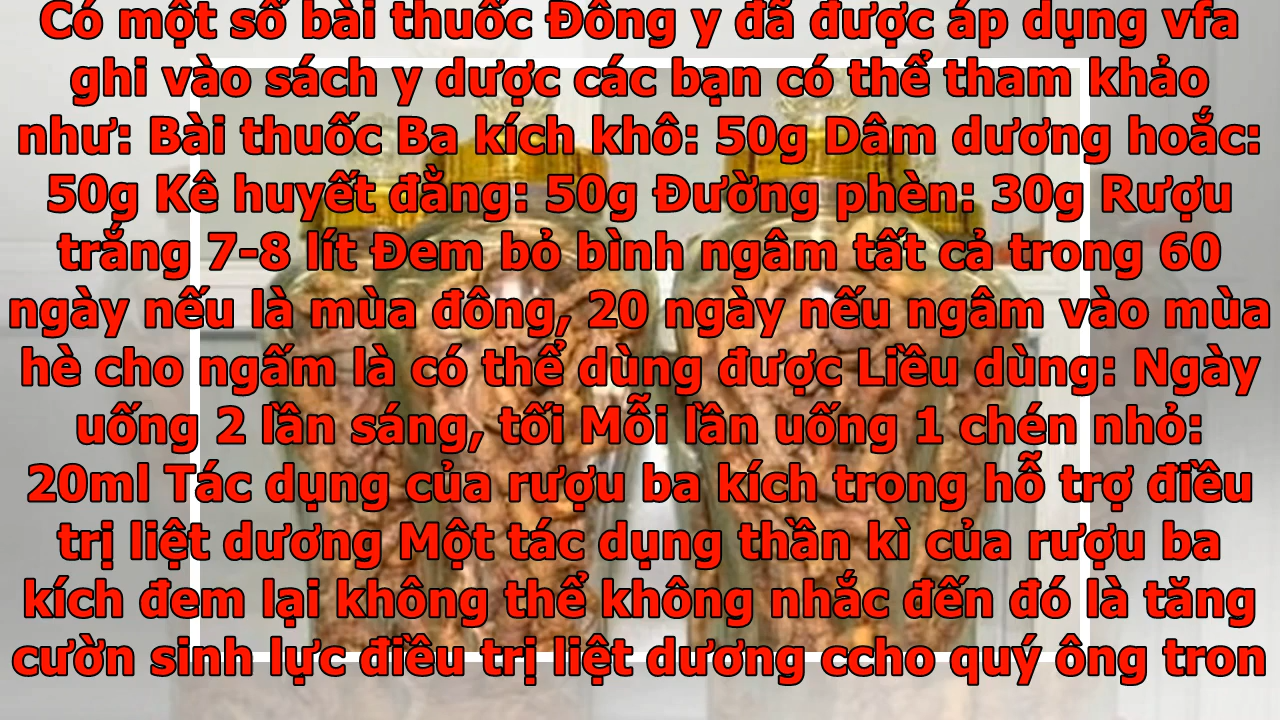 Có một số bài thuốc Đông y đã được áp dụng vfa
ghi vào sách y dược các bạn có thể tham khảo
như: Bài thuốc Ba kích khô: 50g Dâm dương hoắc:
50g Kê huyết đằng: 50g Đường phèn: 30g Rượu
trắng 7-8 lít Đem bỏ bình ngâm tất cả trong 60
ngày nếu là mùa đông, 20 ngày nếu ngâm vào mùa
hè cho ngấm là có thể dùng được Liều dùng: Ngày
uống 2 lần sáng, tối Mỗi lần uống 1 chén nhỏ:
20ml Tác dụng của rượu ba kích trong hỗ trợ điều
trị liệt dương Một tác dụng thần kì của rượu ba
kích đem lại không thể không nhắc đến đó là tăng
cườn sinh lực điều trị liệt dương ccho quý ông tron